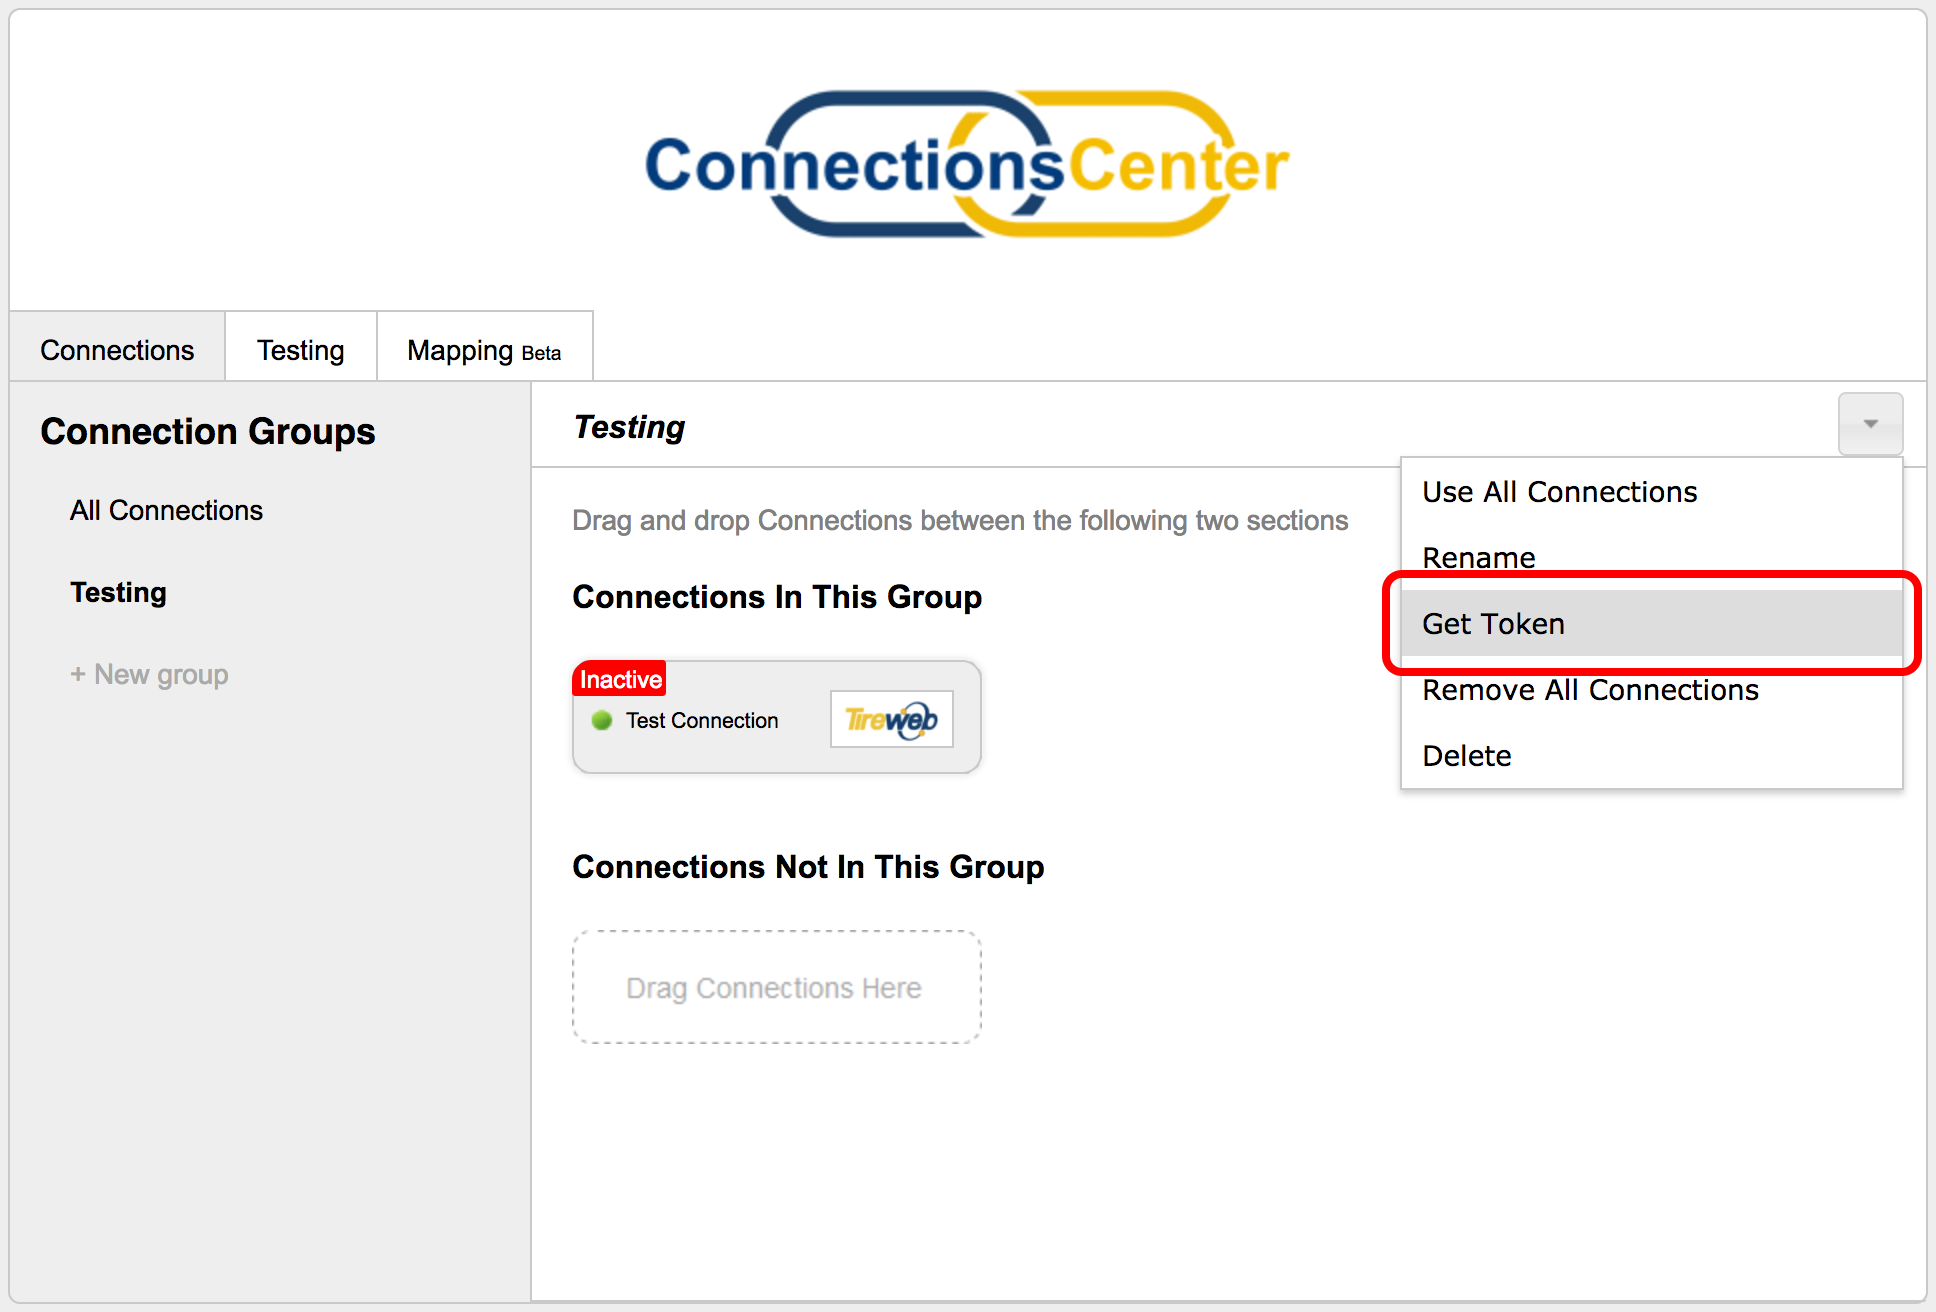 ConnectionsCenter
Connections
Testing
Mapping Beta
Connection Groups
All Connections
Testing
+ New group
Testing
Drag and drop Connections between the following two sections
Connections In This Group
Inactive
Test Connection
Tireweb
Connections Not In This Group
Drag Connections Here
Use All Connections
Rename
Get Token
Remove All Connections
Delete